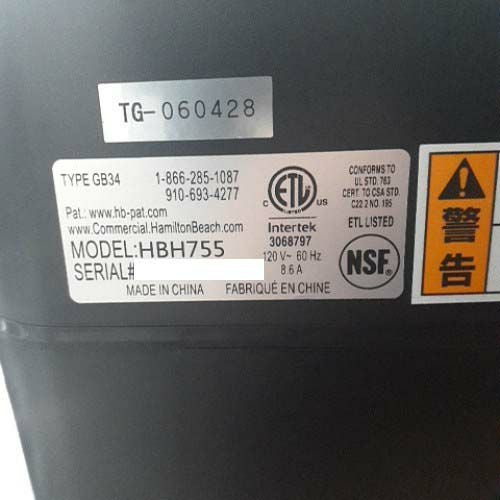 TG-060428
TYPE GB34
1-866-285-1087
910-693-4277
Pat.: www.hb-pat.com
www.Commercial.HamiltonBeach.com
MODEL:HBH755
SERIAL#
MADE IN CHINA FABRIQUÉ EN CHINE
ETL
C US
Intertek
3068797
120 V~ 60 Hz
8.6 A
CONFORMS TO
UL STD. 763
CERT. TO CSA STD.
C22.2 NO. 195
ETL LISTED
NSF
警告